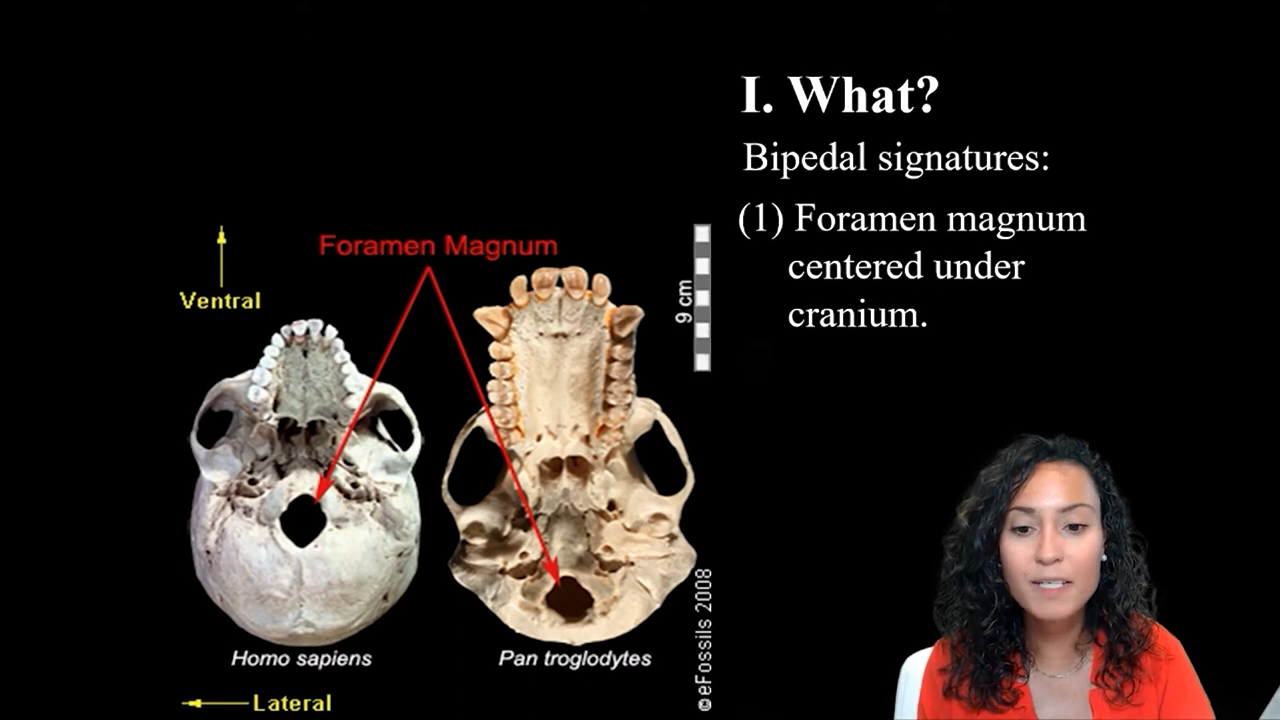 I. What?
Bipedal signatures:
(1) Foramen magnum
centered under
cranium.
Foramen Magnum
Ventral
9 cm
Homo sapiens
Pan troglodytes
©eFossils 2008
Lateral